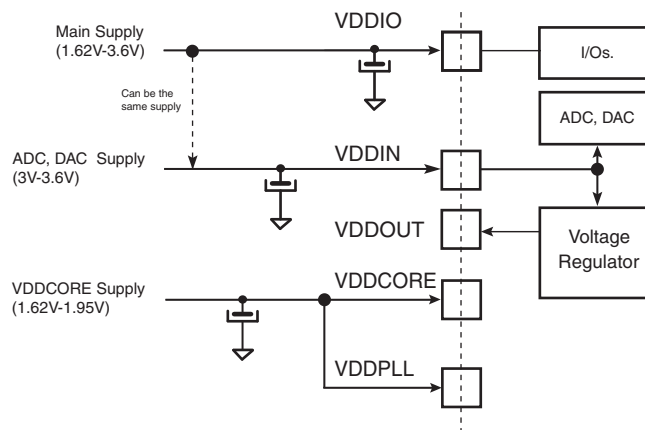 Main Supply
(1.62V-3.6V)
VDDIO
I/Os.
Can be the
same supply
ADC, DAC
ADC, DAC Supply
(3V-3.6V)
VDDIN
VDDOUT
Voltage
Regulator
VDDCORE Supply
(1.62V-1.95V)
VDDCORE
VDDPLL